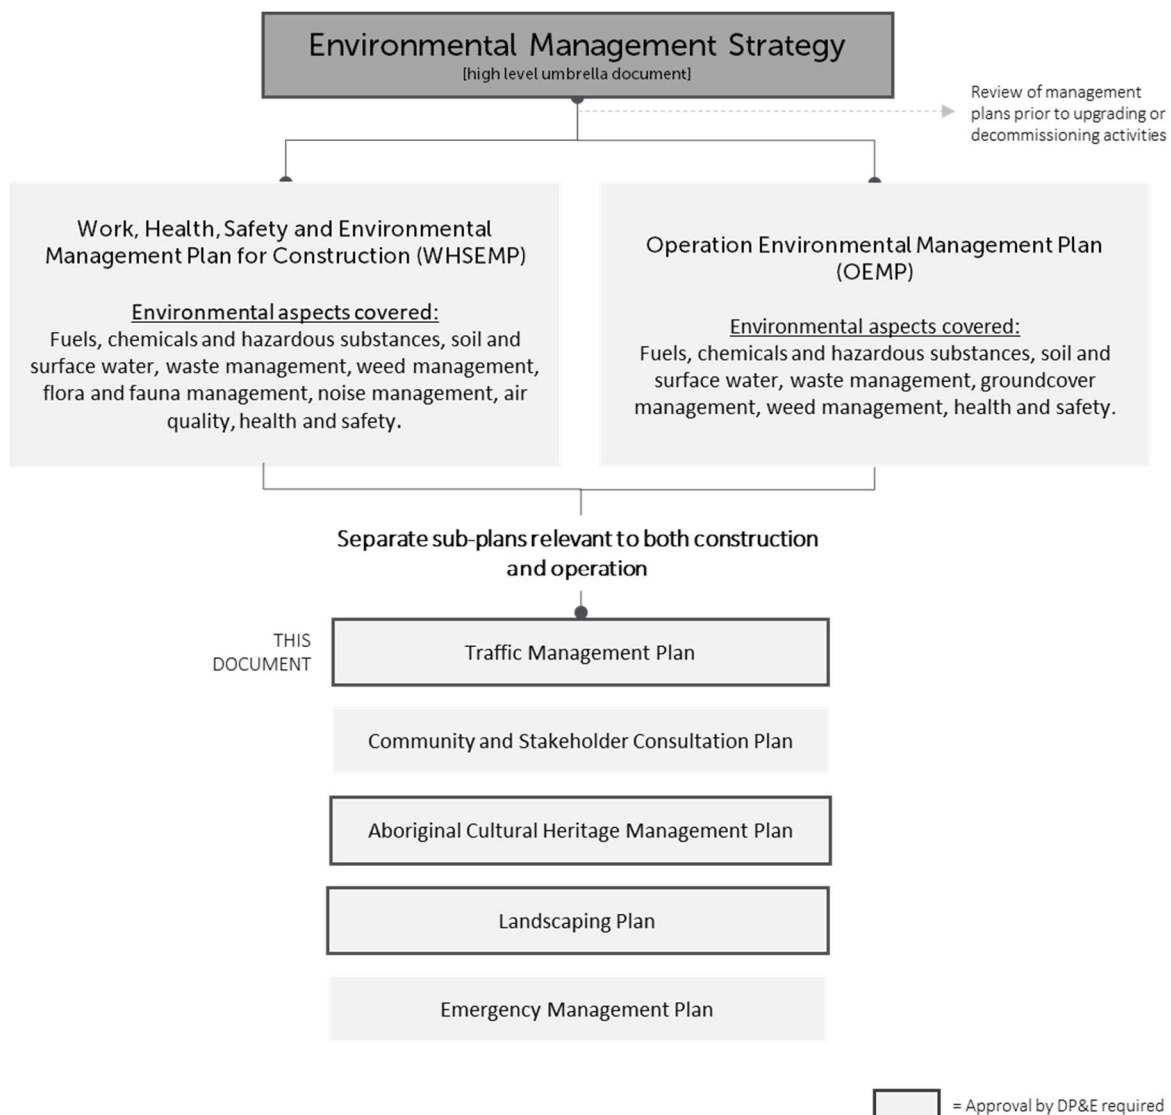 Environmental Management Strategy
[high level umbrella document]
Review of management
plans prior to upgrading or
decommissioning activities
Work, Health, Safety and Environmental
Management Plan for Construction (WHSEMP)
Environmental aspects covered:
Fuels, chemicals and hazardous substances, soil and
surface water, waste management, weed management,
flora and fauna management, noise management, air
quality, health and safety.
Operation Environmental Management Plan
(OEMP)
Environmental aspects covered:
Fuels, chemicals and hazardous substances, soil and
surface water, waste management, groundcover
management, weed management, health and safety.
Separate sub-plans relevant to both construction
and operation
THIS
DOCUMENT
Traffic Management Plan
Community and Stakeholder Consultation Plan
Aboriginal Cultural Heritage Management Plan
Landscaping Plan
Emergency Management Plan
= Approval by DP&E required